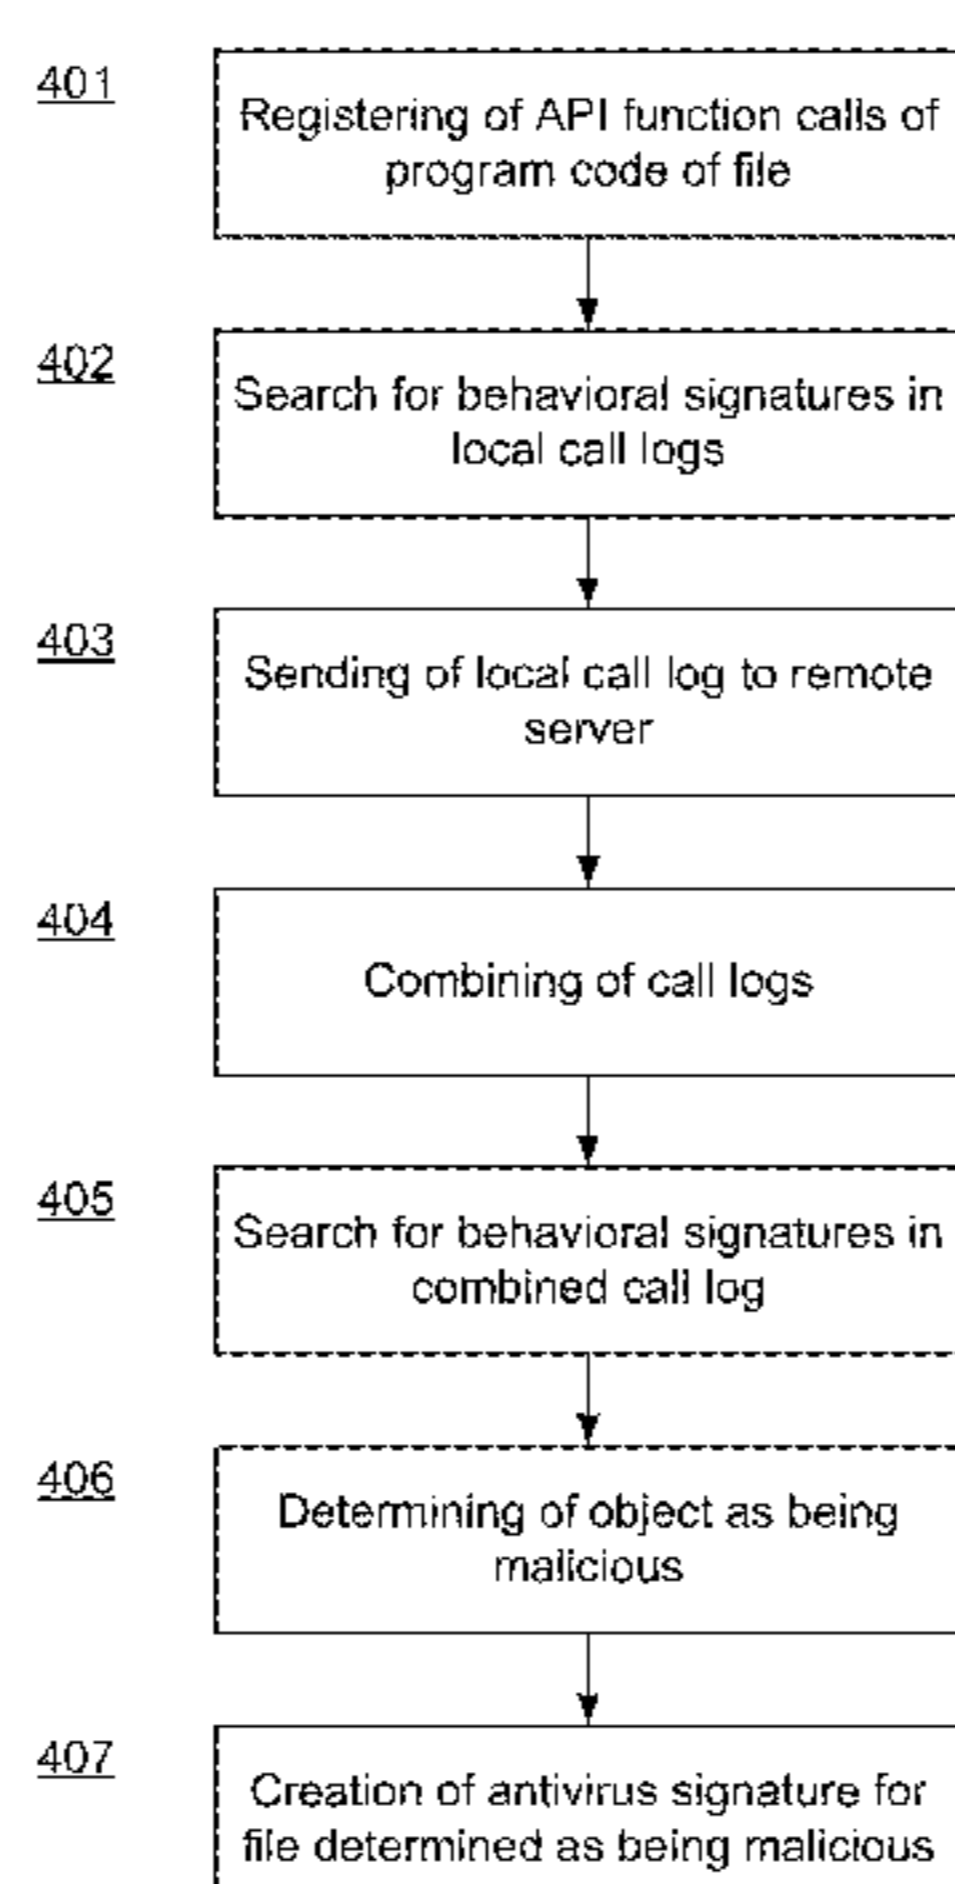 401
Registering of API function calls of
program code of file
402
Search for behavioral signatures in
local call logs
403
Sending of local call log to remote
server
404
Combining of call logs
405
Search for behavioral signatures in
combined call log
406
Determining of object as being
malicious
407
Creation of antivirus signature for
file determined as being malicious